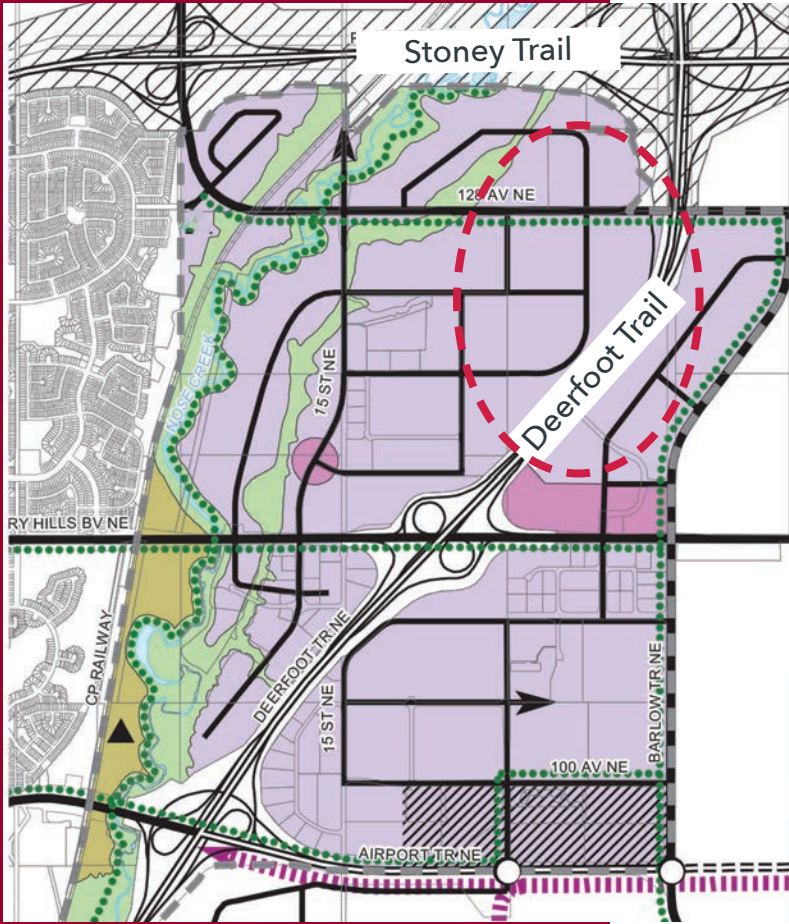 Stoney Trail
128 AV NE
Deerfoot Trail
NOSE CREEK
15 ST NE
RY HILLS BV NE
CP RAILWAY
DEERFOOT TR NE
15 ST NE
BARLOW TR NE
100 AV NE
AIRPORT TR NE